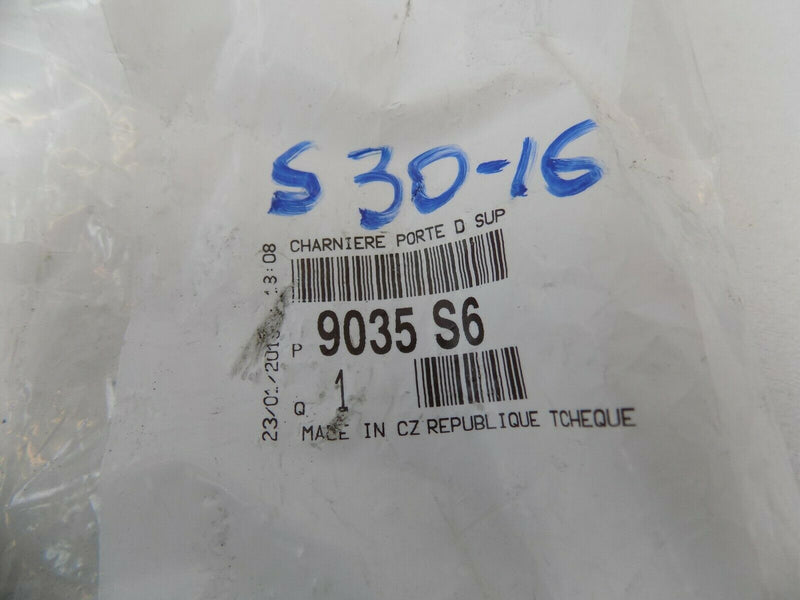 S 30-16
CHARNIERE PORTE D SUP
P 9035 S6
Q 1
MADE IN CZ REPUBLIQUE TCHEQUE